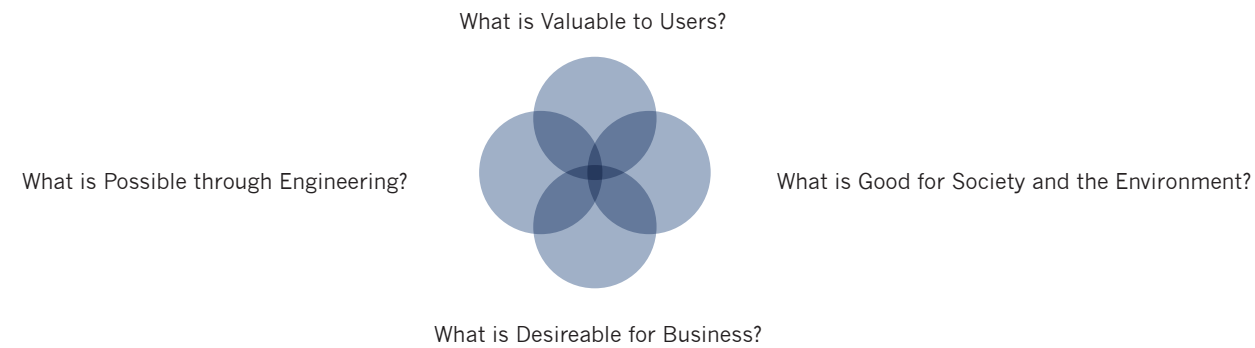 What is Valuable to Users?
What is Possible through Engineering?
What is Good for Society and the Environment?
What is Desireable for Business?